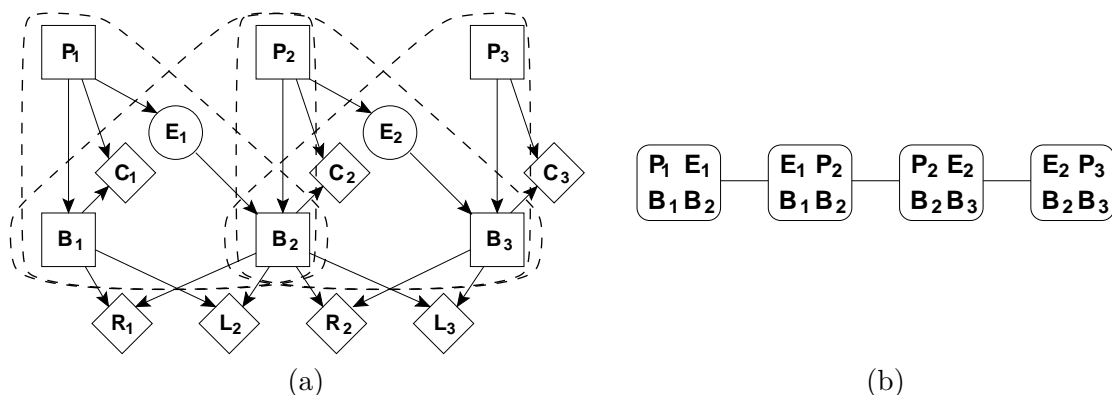 P1 P2 P3
E1 E2
C1 C2 C3
B1 B2 B3
R1 L2 R2 L3
(a)
P1 E1 E1 P2 P2 E2 E2 P3
B1 B2 B1 B2 B2 B3 B2 B3
(b)